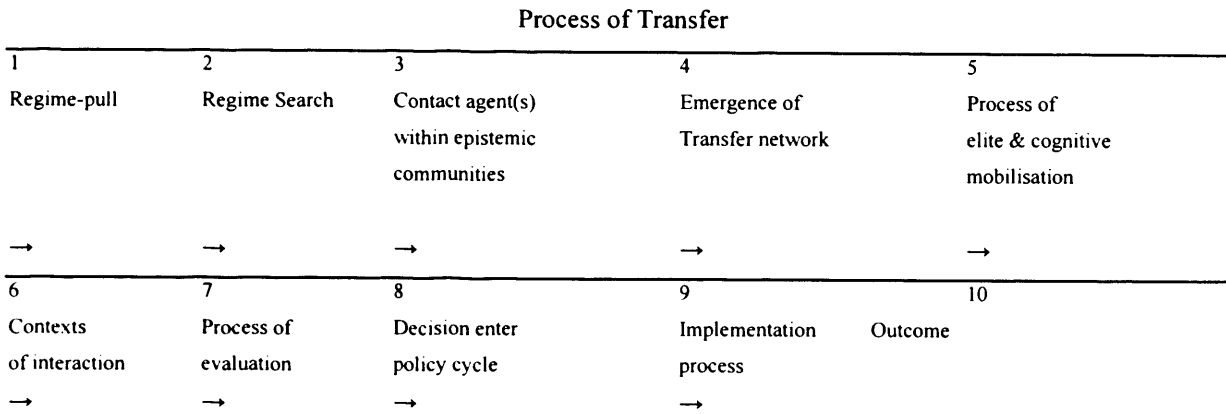 Process of Transfer
1 2 3 4 5
Regime-pull Regime Search Contact agent(s) Emergence of Process of
within epistemic Transfer network elite & cognitive
communities mobilisation
→ → → → →
6 7 8 9 10
Contexts Process of Decision enter Implementation Outcome
of interaction evaluation policy cycle process
→ → → →